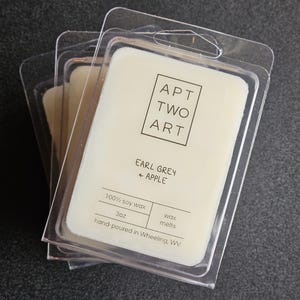 APT
TWO
ART
EARL GREY
+ APPLE
100% soy wax
3oz
wax
melts
hand-poured in Wheeling, WV